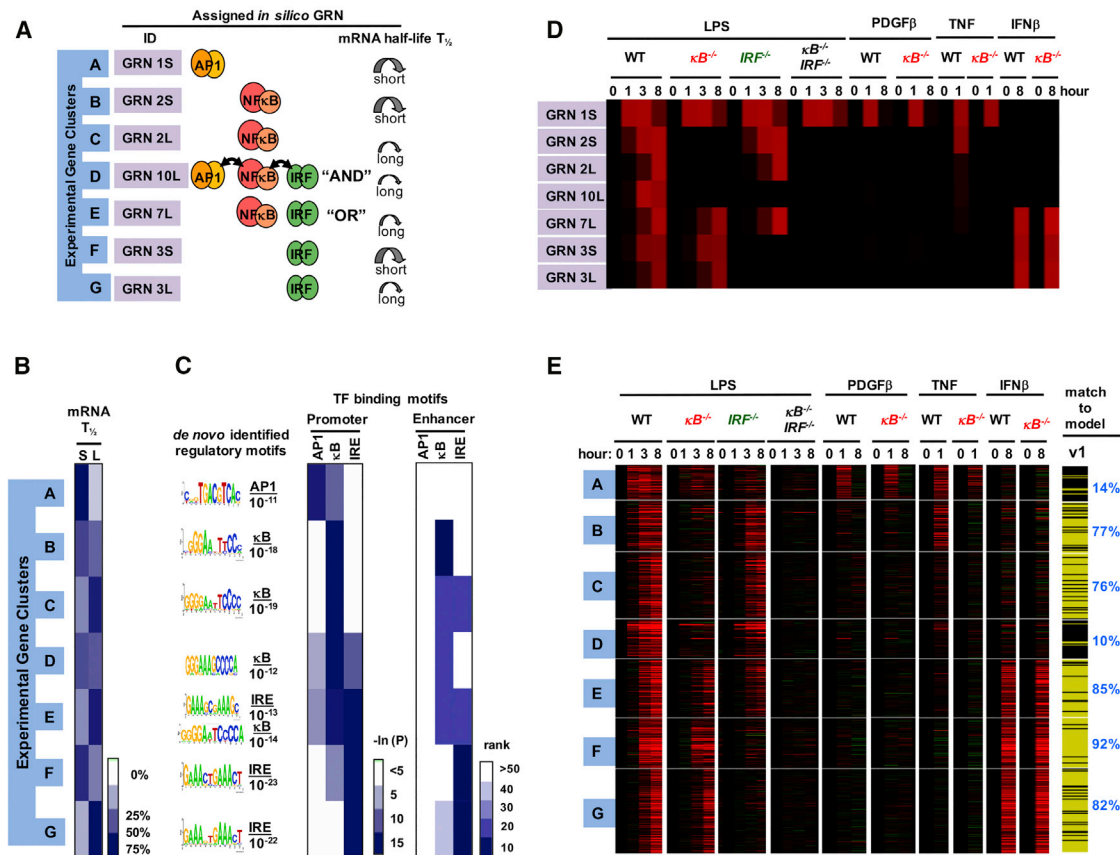 A
Assigned in silico GRN
ID
mRNA half-life T½
Experimental Gene Clusters
A GRN 1S AP1 short
B GRN 2S NFκB short
C GRN 2L NFκB long
D GRN 10L AP1 NFκB IRF “AND” long
E GRN 7L NFκB IRF “OR” long
F GRN 3S IRF short
G GRN 3L IRF long
B
mRNA
T½
S L
Experimental Gene Clusters
A
B
C
D
E
F
G
0%
25%
50%
75%
C
TF binding motifs
de novo identified
regulatory motifs
Promoter
AP1 κB IRE
Enhancer
AP1 κB IRE
AP1
10-11
κB
10-18
κB
10-19
κB
10-12
IRE
10-13
κB
10-14
IRE
10-23
IRE
10-22
-ln (P)
<5
5
10
15
rank
>50
40
30
20
10
D
LPS PDGFβ TNF IFNβ
WT κB-/- IRF-/- κB-/- IRF-/- WT κB-/- WT κB-/- WT κB-/-
0 1 3 8 0 1 3 8 0 1 3 8 0 1 3 8 0 1 8 0 1 8 0 1 0 1 0 8 0 8 hour
GRN 1S
GRN 2S
GRN 2L
GRN 10L
GRN 7L
GRN 3S
GRN 3L
E
LPS PDGFβ TNF IFNβ
match
to
model
WT κB-/- IRF-/- κB-/- IRF-/- WT κB-/- WT κB-/- WT κB-/-
hour: 0 1 3 8 0 1 3 8 0 1 3 8 0 1 3 8 0 1 8 0 1 8 0 1 0 1 0 8 0 8 v1
A 14%
B 77%
C 76%
D 10%
E 85%
F 92%
G 82%